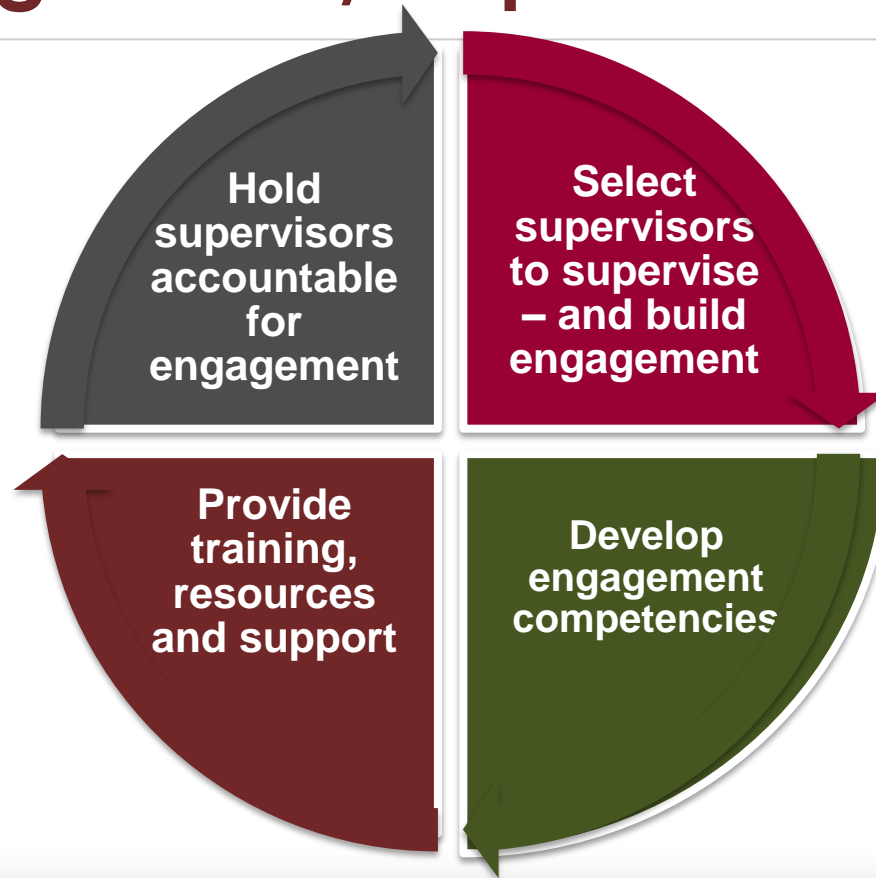 Hold
supervisors
accountable
for
engagement
Select
supervisors
to supervise
– and build
engagement
Provide
training,
resources
and support
Develop
engagement
competencies